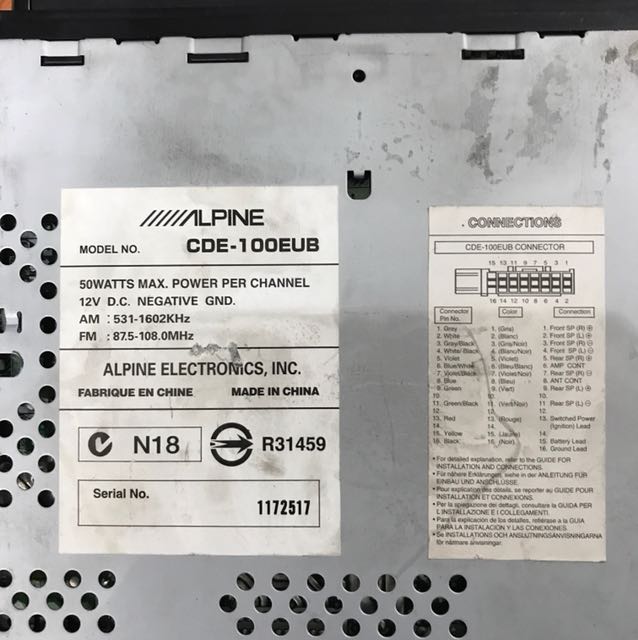 ALPINE
MODEL NO. CDE-100EUB
50WATTS MAX. POWER PER CHANNEL
12V D.C. NEGATIVE GND.
AM : 531-1602KHz
FM : 87.5-108.0MHz
ALPINE ELECTRONICS, INC.
FABRIQUE EN CHINE MADE IN CHINA
N18 R31459
Serial No.
1172517
. CONNECTIONS
CDE-100EUB CONNECTOR
15 13 11 9 7 5 3 1
16 14 12 10 8 6 4 2
Connector Pin No. Color Connection
1. Gray 1. (Gris) 1. Front SP (R) ⊕
2. White 2. (Blanc) 2. Front SP (L) ⊕
3. Gray/Black 3. (Gris/Noir) 3. Front SP (R) ⊖
4. White/Black 4. (Blanc/Noir) 4. Front SP (L) ⊖
5. Violet 5. (Violet) 5. Rear SP (R) ⊕
6. Blue/White 6. (Bleu/Blanc) 6. AMP CONT
7. Violet/Black 7. (Violet/Noir) 7. Rear SP (R) ⊖
8. Blue 8. (Bleu) 8. ANT CONT
9. Green 9. (Vert) 9. Rear SP (L) ⊕
10. 10. 10.
11. Green/Black 11. (Vert/Noir) 11. Rear SP (L) ⊖
12. 12. 12.
13. Red 13. (Rouge) 13. Switched Power
14. 14. (Ignition) Lead
15. Yellow 15. (Jaune) 15. Battery Lead
16. Black 16. (Noir) 16. Ground Lead
• For detailed explanation, refer to the GUIDE FOR
INSTALLATION AND CONNECTIONS.
• Für nähere Erklärungen, siehe in der ANLEITUNG FÜR
EINBAU UND ANSCHLÜSSE.
• Pour explication des détails, se reporter au GUIDE POUR
INSTALLATION ET CONNEXIONS.
• Per la spiegazione dei dettagli, consultare la GUIDA PER
L'INSTALLAZIONE E I COLLEGAMENTI.
• Para la explicación de los detalles, refiérase a la GUIA
PARA LA INSTALACION Y LAS CONEXIONES.
• Se INSTALLATIONS OCH ANSLUTNINGSANVISNINGARNA
för närmare anvisningar.